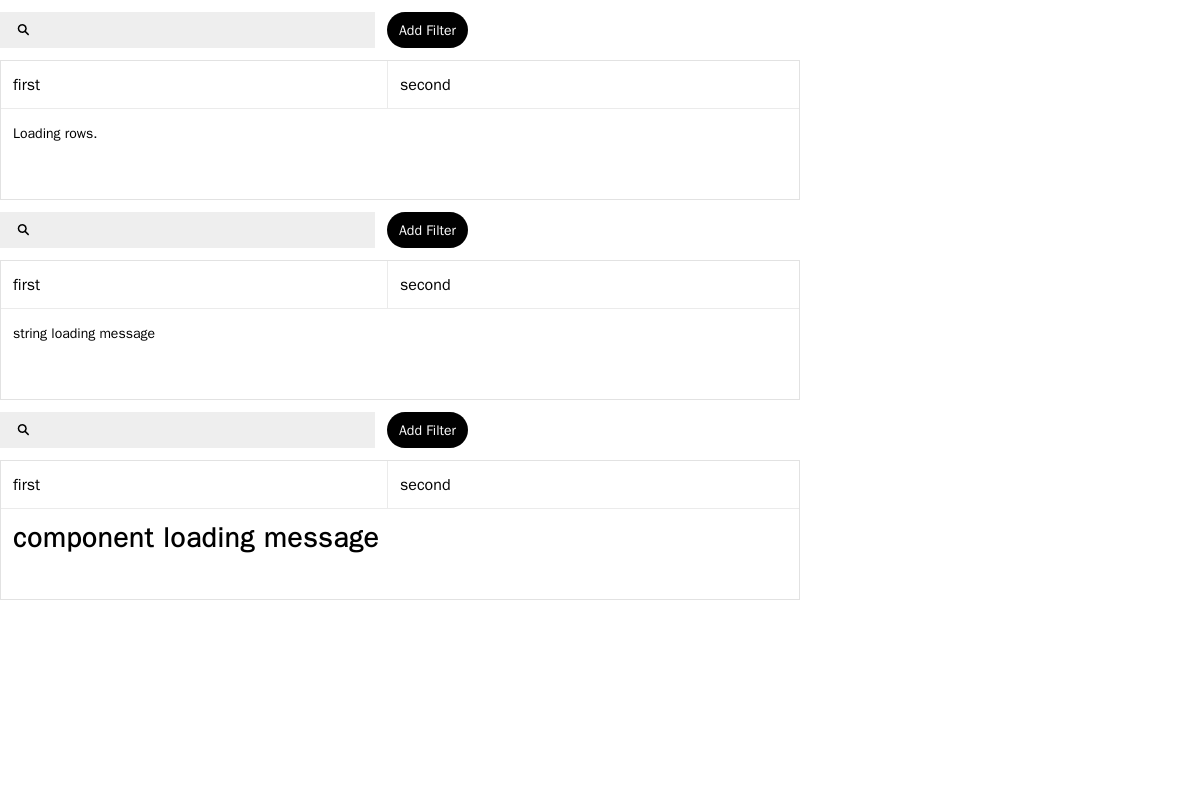 Add Filter
first second
Loading rows.
Add Filter
first second
string loading message
Add Filter
first second
component loading message